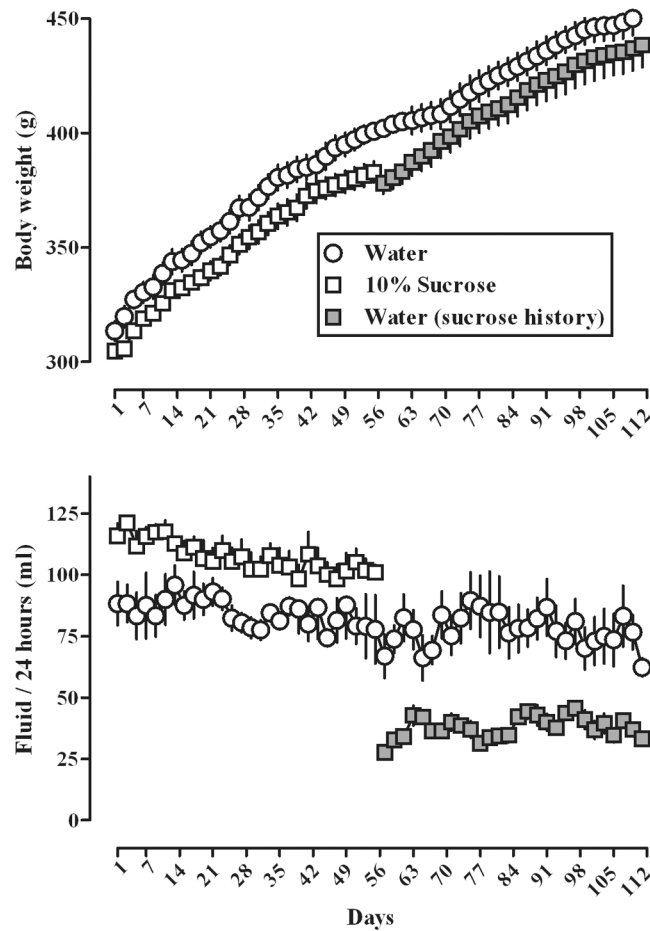 450
400
350
300
Body weight (g)
Water
10% Sucrose
Water (sucrose history)
1 7 14 21 28 35 42 49 56 63 70 77 84 91 98 105 112
125
100
75
50
25
0
Fluid / 24 hours (ml)
1 7 14 21 28 35 42 49 56 63 70 77 84 91 98 105 112
Days